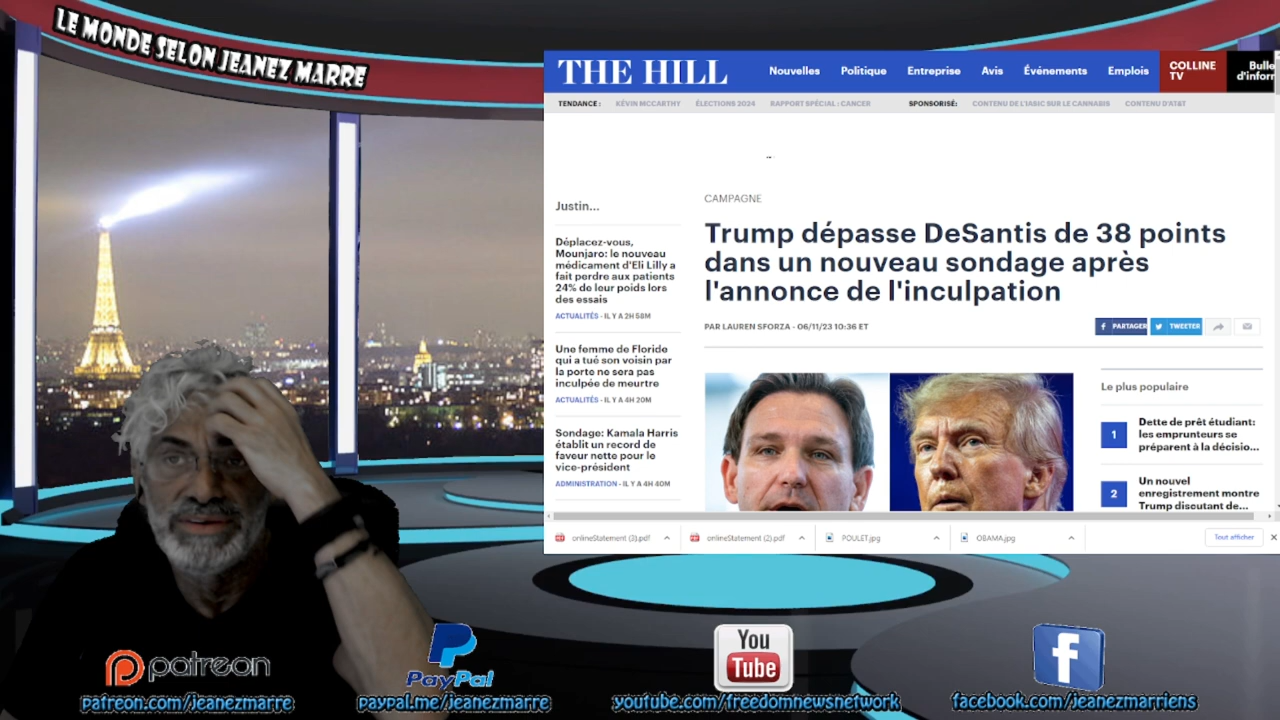 LE MONDE SELON JEANEZ MARRE
THE HILL
Nouvelles
Politique
Entreprise
Avis
Événements
Emplois
COLLINE
TV
Bulle
d'inforr
TENDANCE :
KÉVIN MCCARTHY
ÉLECTIONS 2024
RAPPORT SPÉCIAL : CANCER
SPONSORISÉ:
CONTENU DE L'IASIC SUR LE CANNABIS
CONTENU D'AT&T
Justin...
Déplacez-vous,
Mounjaro: le nouveau
médicament d'Eli Lilly a
fait perdre aux patients
24% de leur poids lors
des essais
ACTUALITÉS - IL Y A 2H 58M
Une femme de Floride
qui a tué son voisin par
la porte ne sera pas
inculpée de meurtre
ACTUALITÉS - IL Y A 4H 20M
Sondage: Kamala Harris
établit un record de
faveur nette pour le
vice-président
ADMINISTRATION - IL Y A 4H 40M
CAMPAGNE
Trump dépasse DeSantis de 38 points
dans un nouveau sondage après
l'annonce de l'inculpation
PAR LAUREN SFORZA - 06/11/23 10:36 ET
PARTAGER
TWEETER
Le plus populaire
1
Dette de prêt étudiant:
les emprunteurs se
préparent à la décisio...
2
Un nouvel
enregistrement montre
Trump discutant de...
onlineStatement (3).pdf
onlineStatement (2).pdf
POULET.jpg
OBAMA.jpg
Tout afficher
patreon
patreon.com/jeanezmarre
PayPal
paypal.me/jeanezmarre
You
Tube
youtube.com/freedomnewsnetwork
facebook.com/jeanezmarriens